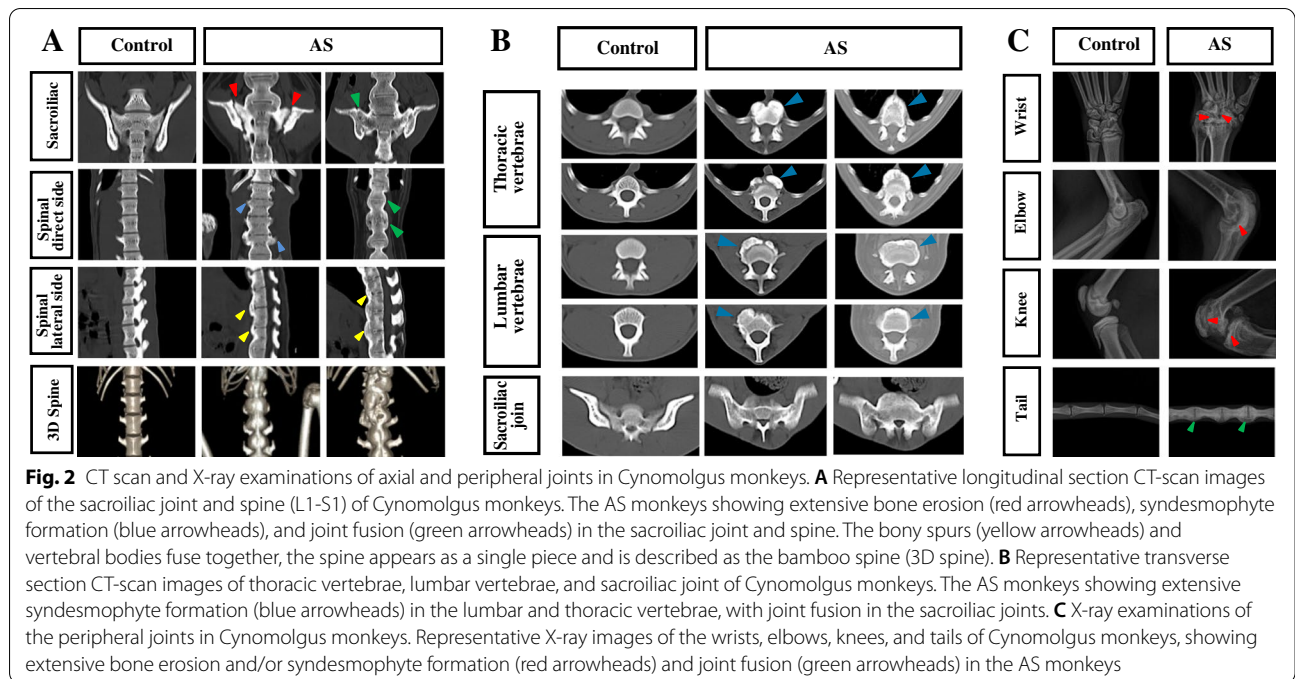 A
Control
AS
Sacroiliac
Spinal
direct side
Spinal
lateral side
3D Spine
B
Control
AS
Thoracic
vertebrae
Lumbar
vertebrae
Sacroiliac
join
C
Control
AS
Wrist
Elbow
Knee
Tail
Fig. 2 CT scan and X-ray examinations of axial and peripheral joints in Cynomolgus monkeys. A Representative longitudinal section CT-scan images
of the sacroiliac joint and spine (L1-S1) of Cynomolgus monkeys. The AS monkeys showing extensive bone erosion (red arrowheads), syndesmophyte
formation (blue arrowheads), and joint fusion (green arrowheads) in the sacroiliac joint and spine. The bony spurs (yellow arrowheads) and
vertebral bodies fuse together, the spine appears as a single piece and is described as the bamboo spine (3D spine). B Representative transverse
section CT-scan images of thoracic vertebrae, lumbar vertebrae, and sacroiliac joint of Cynomolgus monkeys. The AS monkeys showing extensive
syndesmophyte formation (blue arrowheads) in the lumbar and thoracic vertebrae, with joint fusion in the sacroiliac joints. C X-ray examinations of
the peripheral joints in Cynomolgus monkeys. Representative X-ray images of the wrists, elbows, knees, and tails of Cynomolgus monkeys, showing
extensive bone erosion and/or syndesmophyte formation (red arrowheads) and joint fusion (green arrowheads) in the AS monkeys